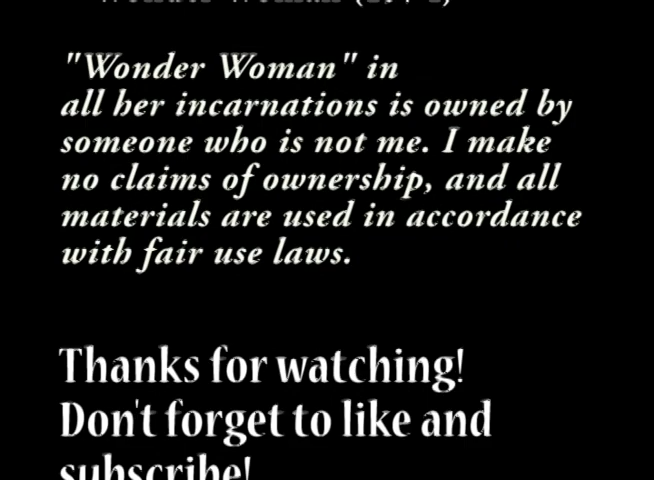 "Wonder Woman" in
all her incarnations is owned by
someone who is not me. I make
no claims of ownership, and all
materials are used in accordance
with fair use laws.
Thanks for watching!
Don't forget to like and
subscribe!